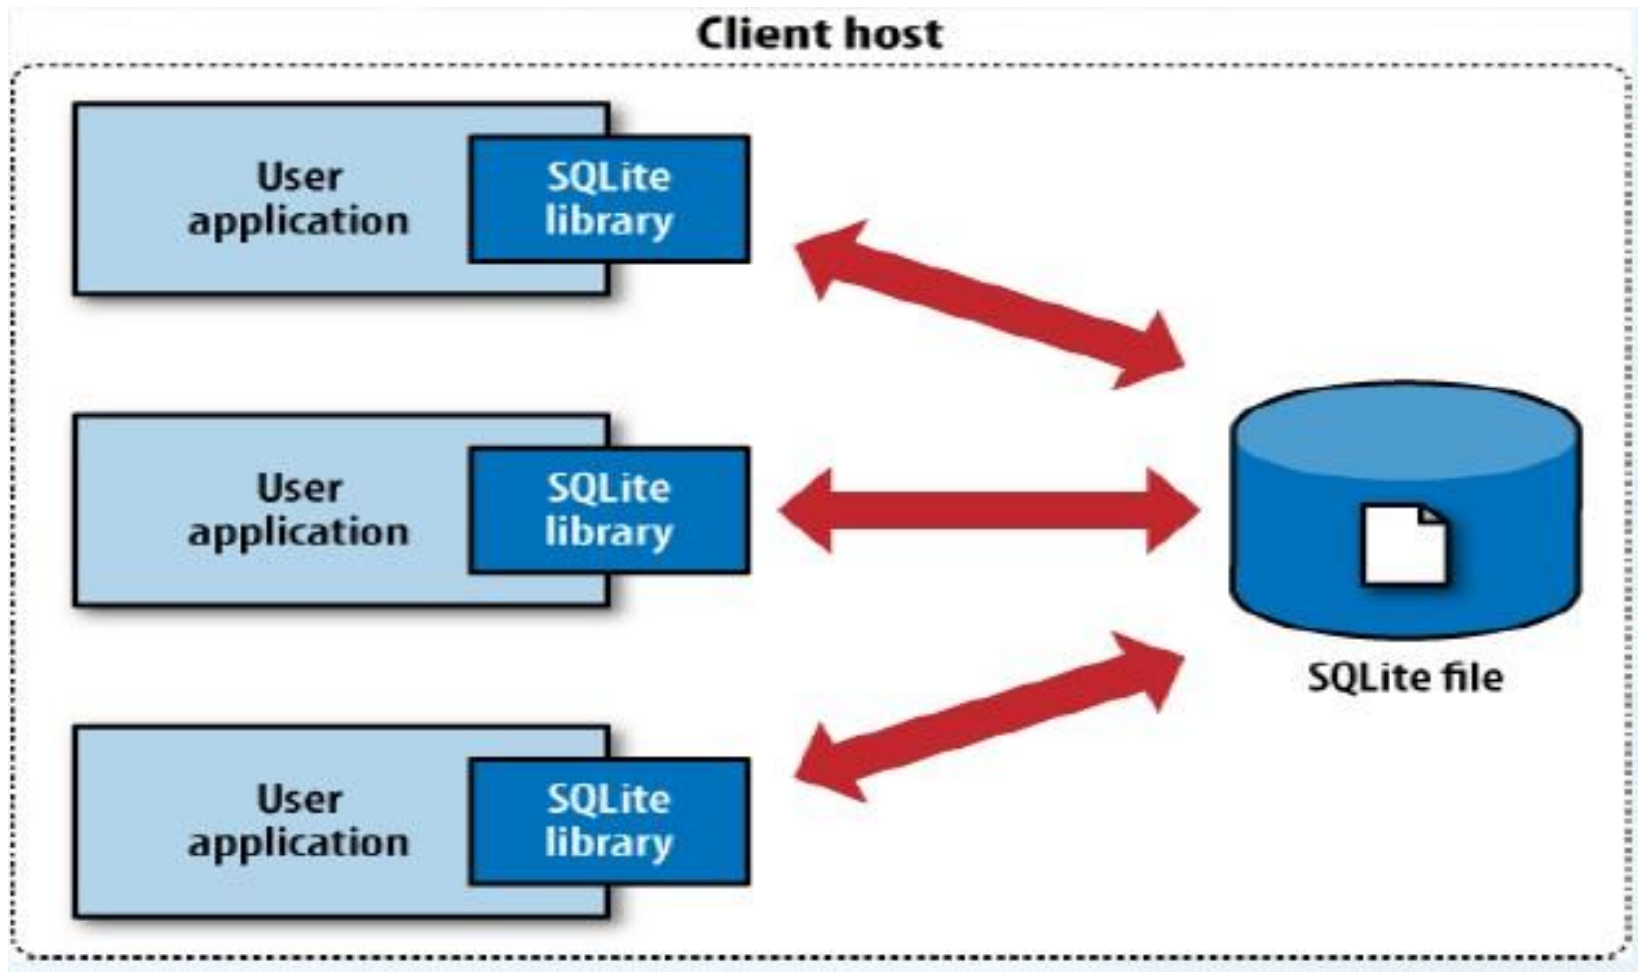 Client host
User
application
SQLite
library
User
application
SQLite
library
User
application
SQLite
library
SQLite file